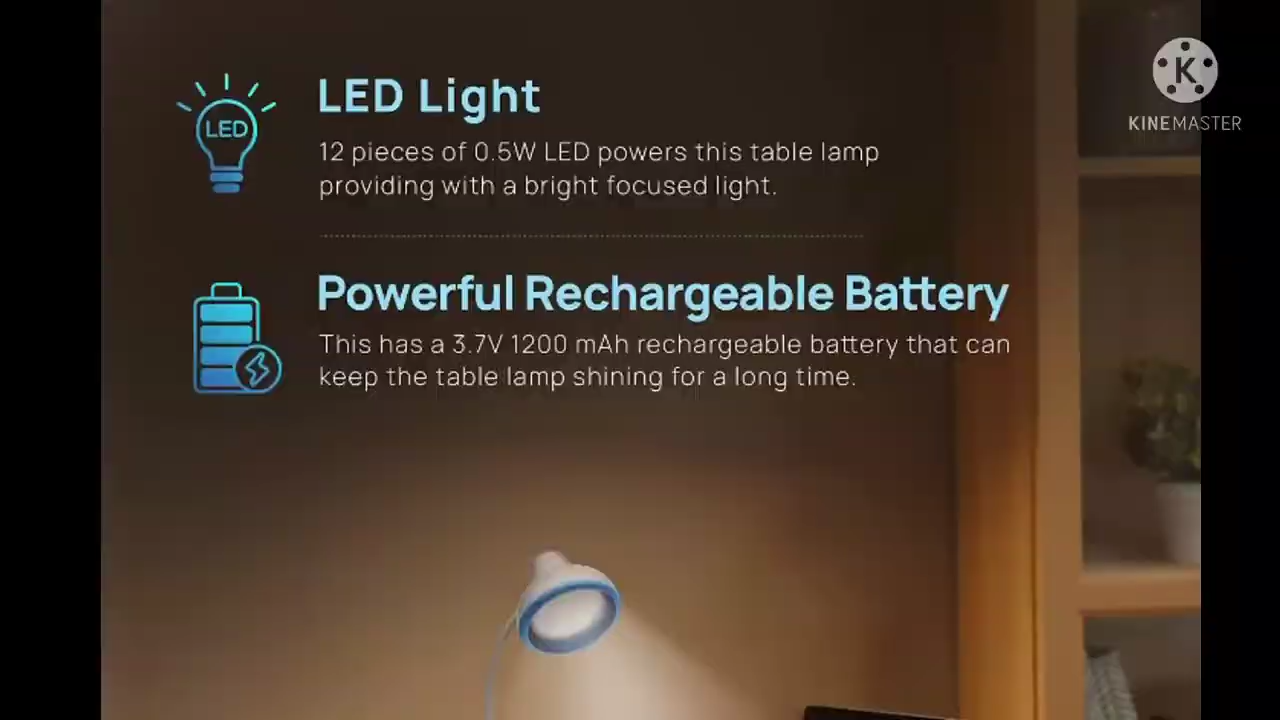 LED
LED Light
12 pieces of 0.5W LED powers this table lamp
providing with a bright focused light.
Powerful Rechargeable Battery
This has a 3.7V 1200 mAh rechargeable battery that can
keep the table lamp shining for a long time.
K
KINEMASTER